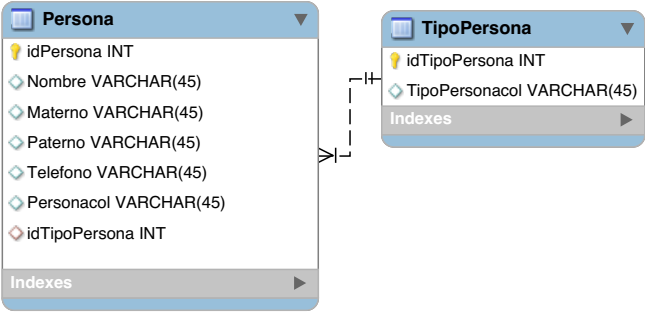 Persona
idPersona INT
Nombre VARCHAR(45)
Materno VARCHAR(45)
Paterno VARCHAR(45)
Telefono VARCHAR(45)
Personacol VARCHAR(45)
idTipoPersona INT
Indexes
TipoPersona
idTipoPersona INT
TipoPersonacol VARCHAR(45)
Indexes